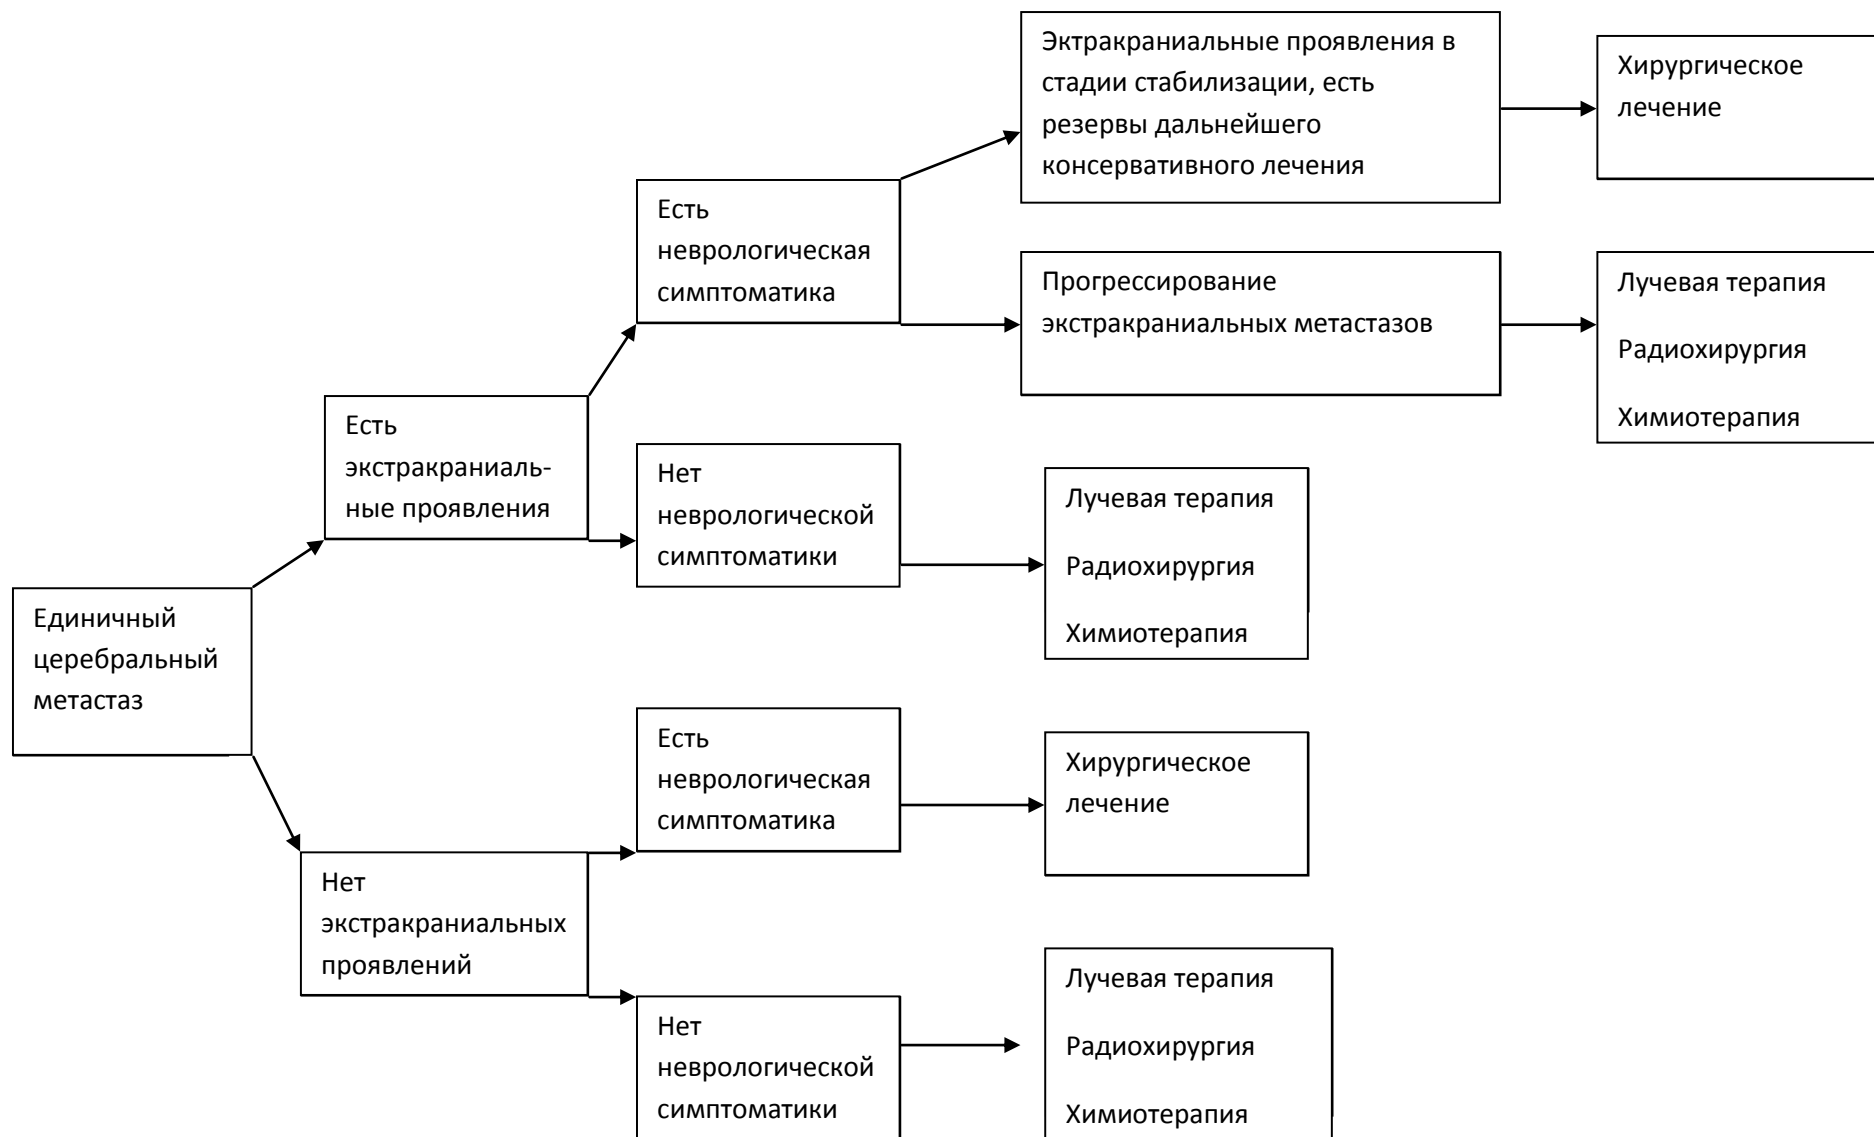 Эктракраниальные проявления в
стадии стабилизации, есть
резервы дальнейшего
консервативного лечения
Хирургическое
лечение
Есть
неврологическая
симптоматика
Прогрессирование
экстракраниальных метастазов
Лучевая терапия
Радиохирургия
Химиотерапия
Есть
экстракраниаль-
ные проявления
Нет
неврологической
симптоматики
Лучевая терапия
Радиохирургия
Химиотерапия
Единичный
церебральный
метастаз
Есть
неврологическая
симптоматика
Хирургическое
лечение
Нет
экстракраниальных
проявлений
Нет
неврологической
симптоматики
Лучевая терапия
Радиохирургия
Химиотерапия